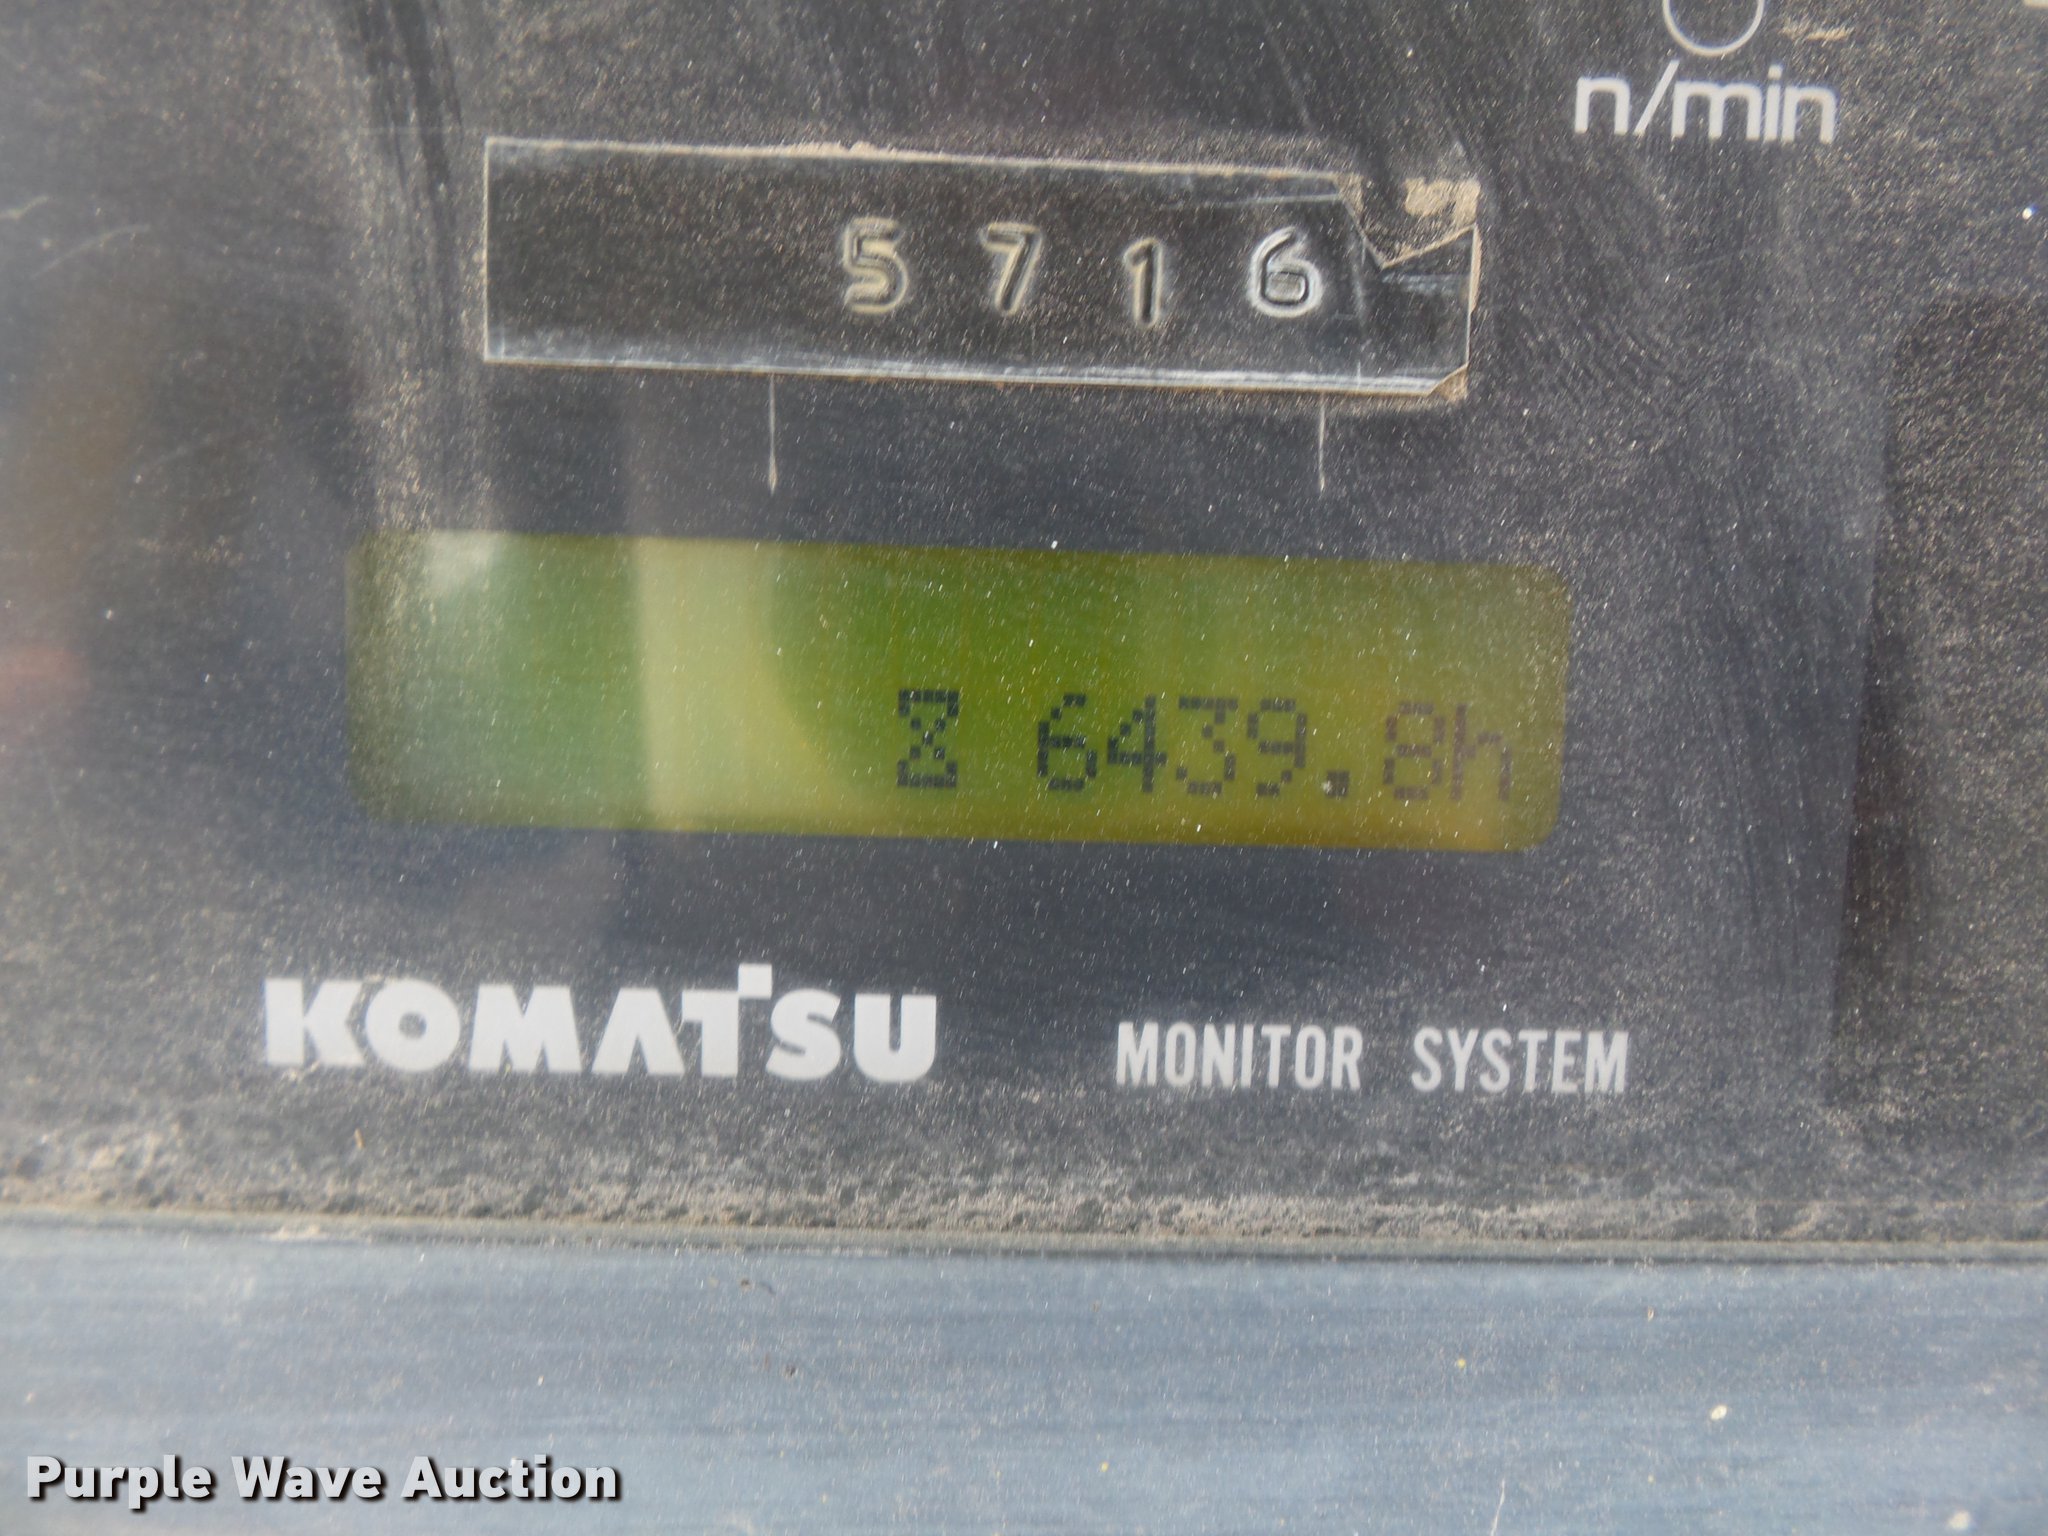 n/min
5716
6439.8h
KOMATSU MONITOR SYSTEM
Purple Wave Auction